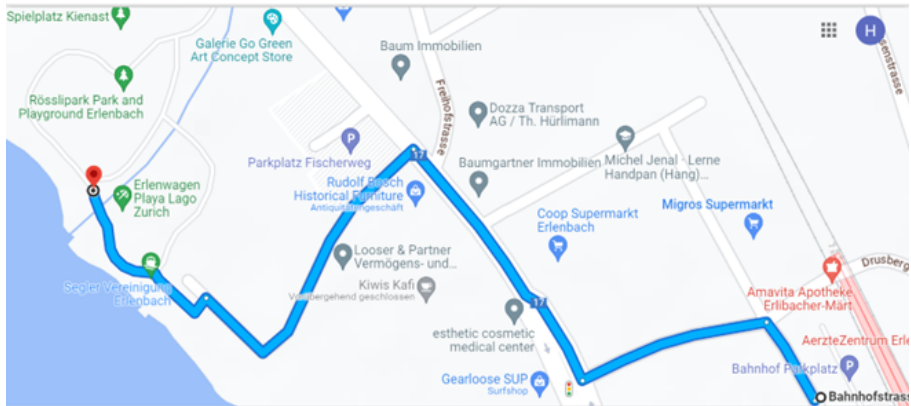 Spielplatz Kienast
Galerie Go Green
Art Concept Store
Baum Immobilien
H
senstrasse
Rösslipark Park and
Playground Erlenbach
Freihofstrasse
Dozza Transport
AG / Th. Hürlimann
P
Parkplatz Fischerweg
17
Baumgartner Immobilien
Michel Jenal - Lerne
Handpan (Hang)...
Erlenwagen
Playa Lago
Zurich
Rudolf Busch
Historical Furniture
Antiquitätengeschäft
Coop Supermarkt
Erlenbach
Migros Supermarkt
Looser & Partner
Vermögens- und...
Kiwis Kafi
Vorübergehend geschlossen
Segler Vereinigung
Erlenbach
17
Drusberg
Amavita Apotheke
Erlibacher-Märt
esthetic cosmetic
medical center
AerzteZentrum Erle
Bahnhof Parkplatz
P
Gearloose SUP
Surfshop
Bahnhofstrass